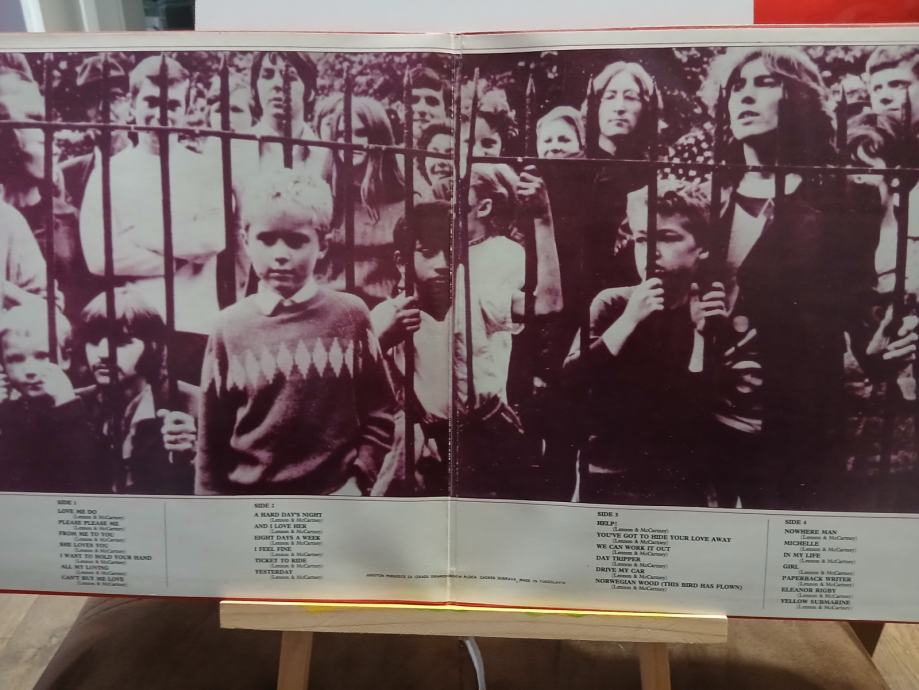 SIDE 1
LOVE ME DO
(Lennon & McCartney)
PLEASE PLEASE ME
(Lennon & McCartney)
FROM ME TO YOU
(Lennon & McCartney)
SHE LOVES YOU
(Lennon & McCartney)
I WANT TO HOLD YOUR HAND
(Lennon & McCartney)
ALL MY LOVING
(Lennon & McCartney)
CAN'T BUY ME LOVE
(Lennon & McCartney)
SIDE 2
A HARD DAY'S NIGHT
(Lennon & McCartney)
AND I LOVE HER
(Lennon & McCartney)
EIGHT DAYS A WEEK
(Lennon & McCartney)
I FEEL FINE
(Lennon & McCartney)
TICKET TO RIDE
(Lennon & McCartney)
YESTERDAY
(Lennon & McCartney)
MADE IN YUGOSLAVIA
SIDE 3
HELP!
(Lennon & McCartney)
YOU'VE GOT TO HIDE YOUR LOVE AWAY
(Lennon & McCartney)
WE CAN WORK IT OUT
(Lennon & McCartney)
DAY TRIPPER
(Lennon & McCartney)
DRIVE MY CAR
(Lennon & McCartney)
NORWEGIAN WOOD (THIS BIRD HAS FLOWN)
(Lennon & McCartney)
SIDE 4
NOWHERE MAN
(Lennon & McCartney)
MICHELLE
(Lennon & McCartney)
IN MY LIFE
(Lennon & McCartney)
GIRL
(Lennon & McCartney)
PAPERBACK WRITER
(Lennon & McCartney)
ELEANOR RIGBY
(Lennon & McCartney)
YELLOW SUBMARINE
(Lennon & McCartney)